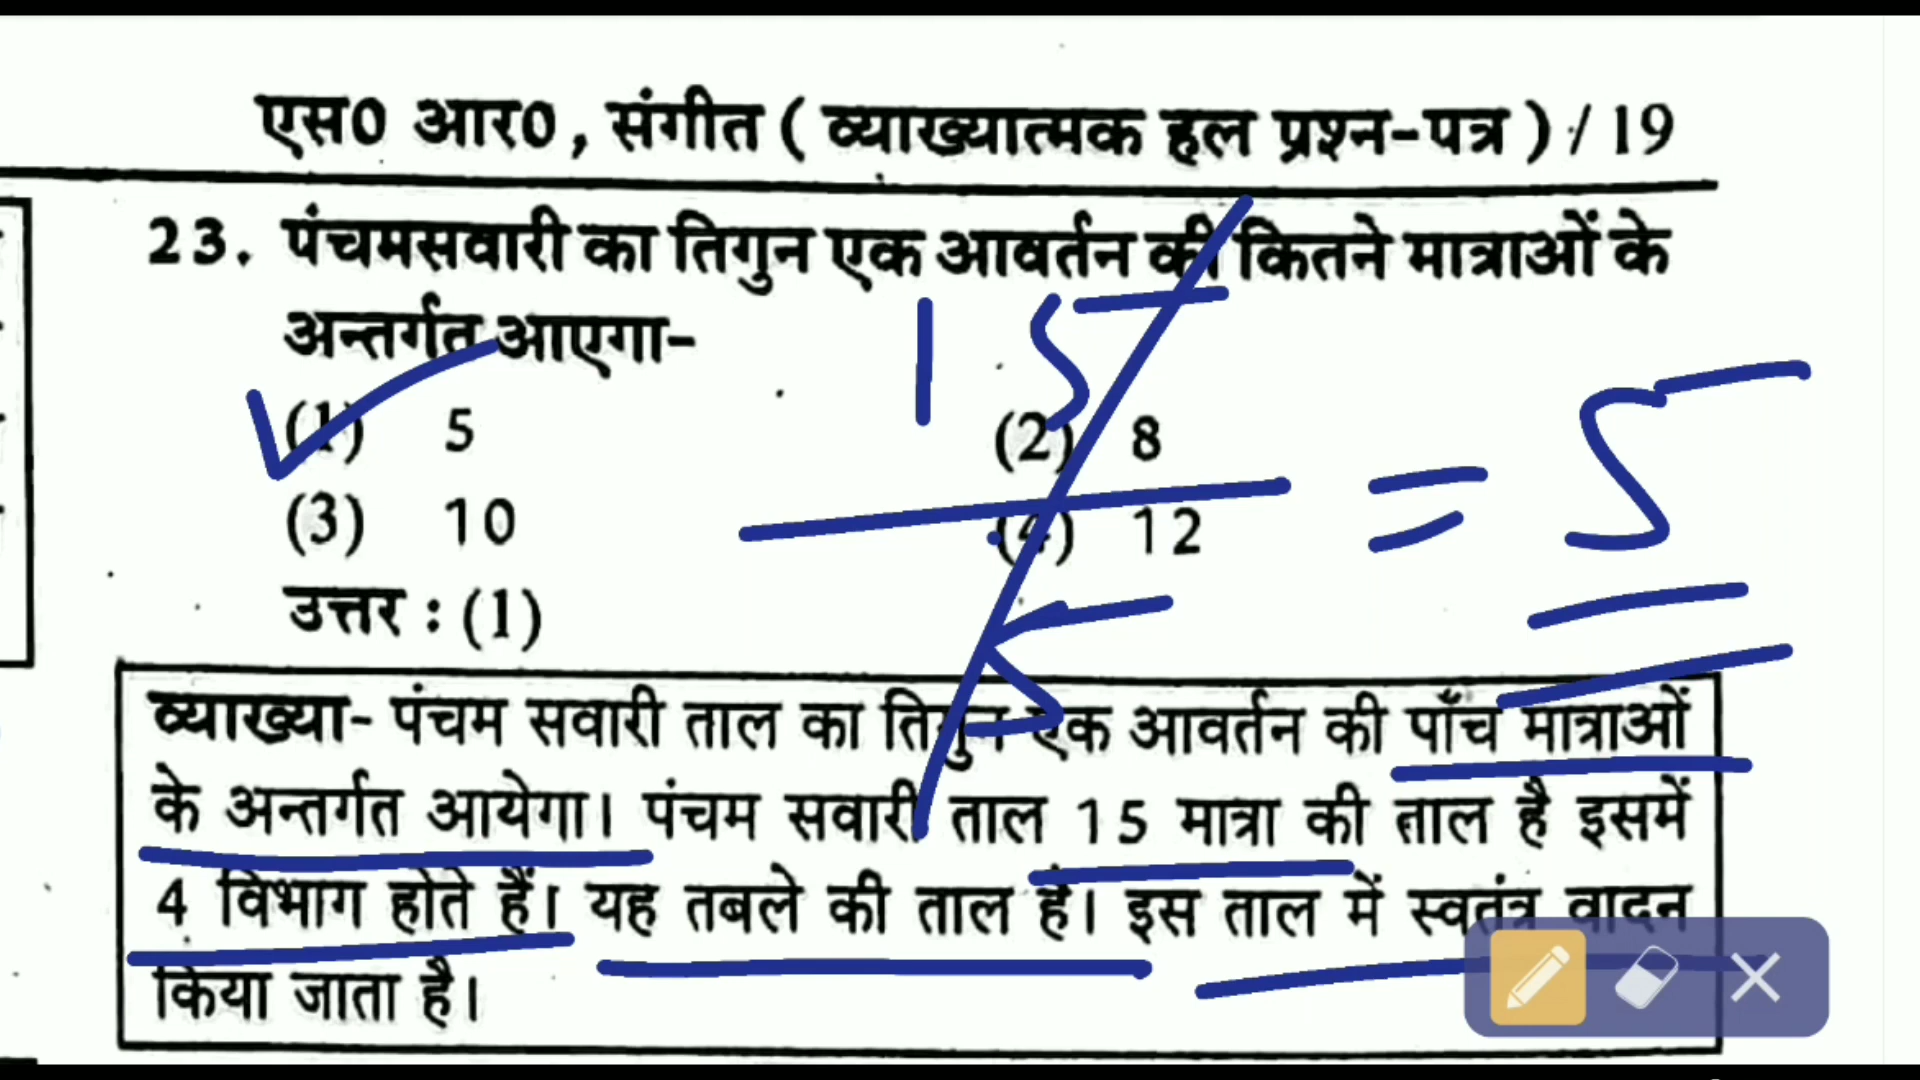 एस0 आर0, संगीत ( व्याख्यात्मक हल प्रश्न-पत्र ) / 19
23. पंचमसवारी का तिगुन एक आवर्तन की कितने मात्राओं के
अन्तर्गत आएगा-
(1) 5 (2) 8
(3) 10 (4) 12
15
5
= 5
उत्तर : (1)
व्याख्या- पंचम सवारी ताल का तिगुन एक आवर्तन की पाँच मात्राओं
के अन्तर्गत आयेगा। पंचम सवारी ताल 15 मात्रा की ताल है इसमें
4 विभाग होते हैं। यह तबले की ताल है। इस ताल में स्वतंत्र वादन
किया जाता है।